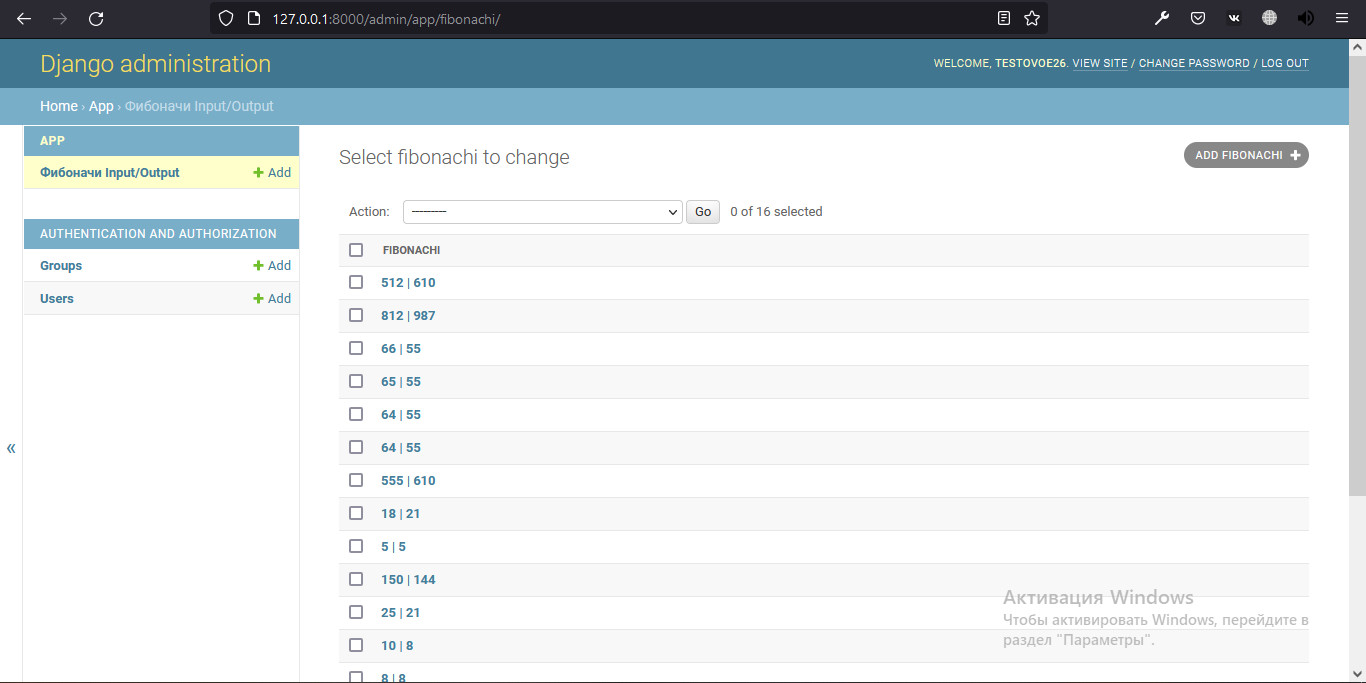 127.0.0.1:8000/admin/app/fibonachi/
Django administration
WELCOME, TESTOVOE26. VIEW SITE / CHANGE PASSWORD / LOG OUT
Home › App › Фибоначи Input/Output
APP
Фибоначи Input/Output + Add
AUTHENTICATION AND AUTHORIZATION
Groups + Add
Users + Add
«
Select fibonachi to change
ADD FIBONACHI +
Action: --------- Go 0 of 16 selected
FIBONACHI
512 | 610
812 | 987
66 | 55
65 | 55
64 | 55
64 | 55
555 | 610
18 | 21
5 | 5
150 | 144
25 | 21
10 | 8
8 | 8
Активация Windows
Чтобы активировать Windows, перейдите в
раздел "Параметры".